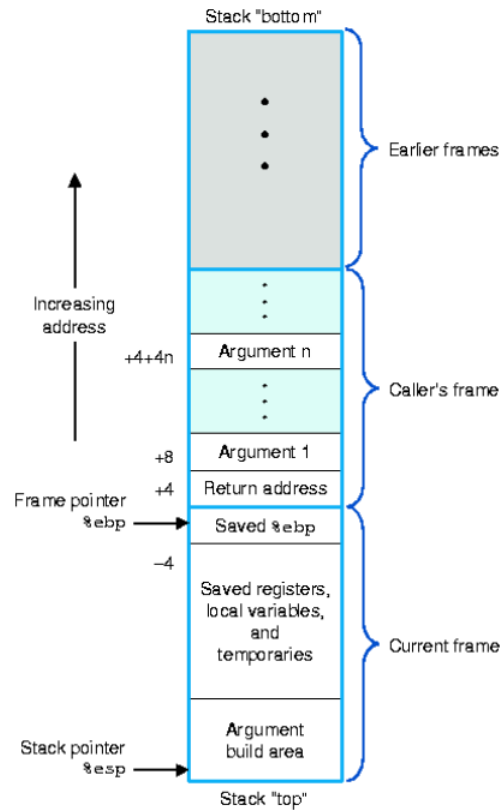 Stack "bottom"
Earlier frames
Increasing
address
+4+4n
Argument n
Caller's frame
+8
Argument 1
+4
Return address
Frame pointer
%ebp
Saved %ebp
−4
Saved registers,
local variables,
and
temporaries
Current frame
Argument
build area
Stack pointer
%esp
Stack "top"